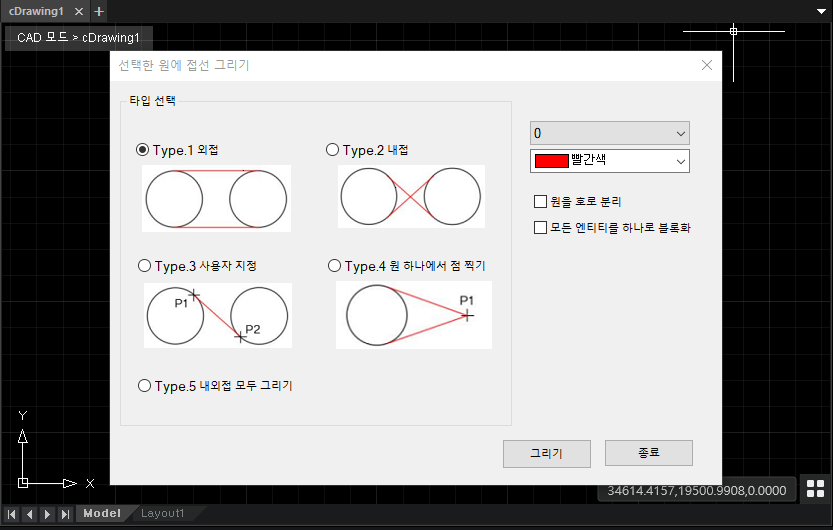 cDrawing1
CAD 모드 > cDrawing1
선택한 원에 접선 그리기
타입 선택
Type.1 외접
Type.2 내접
0
빨간색
원을 호로 분리
모든 엔티티를 하나로 블록화
Type.3 사용자 지정
Type.4 원 하나에서 점 찍기
P1
P2
P1
Type.5 내외접 모두 그리기
그리기
종료
Y
X
34614.4157,19500.9908,0.0000
Model
Layout1